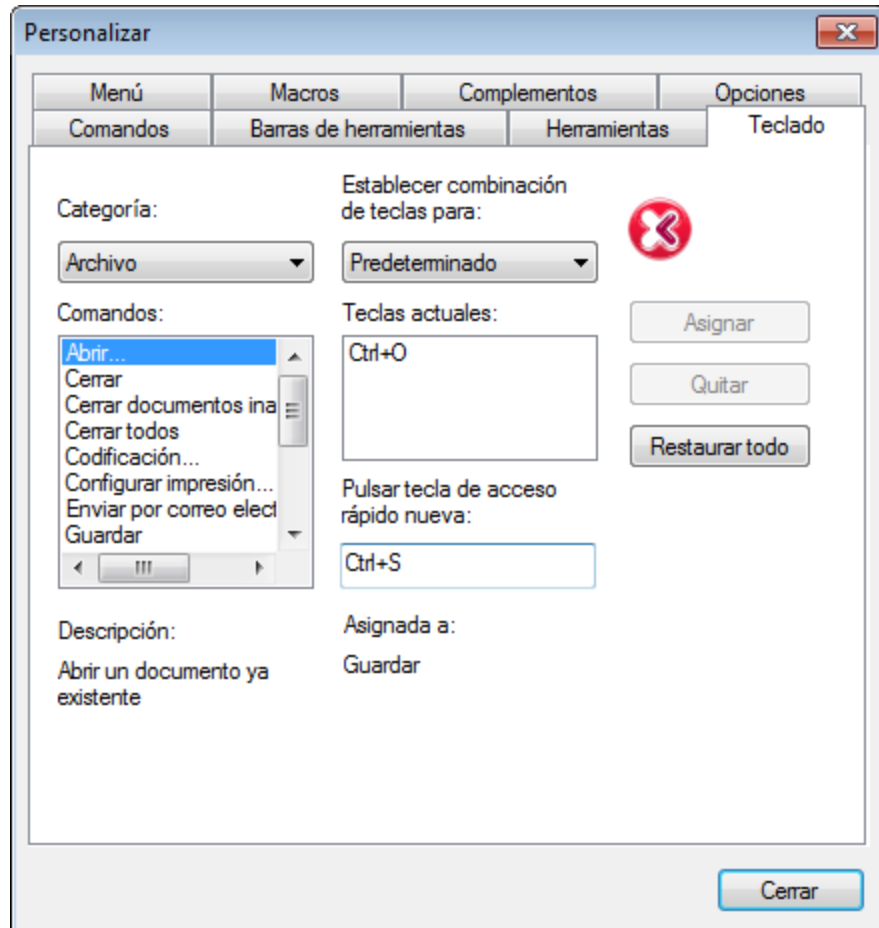 Personalizar
Menú
Macros
Complementos
Opciones
Comandos
Barras de herramientas
Herramientas
Teclado
Categoría:
Archivo
Establecer combinación
de teclas para:
Predeterminado
Comandos:
Abrir...
Cerrar
Cerrar documentos ina
Cerrar todos
Codificación...
Configurar impresión...
Enviar por correo elect
Guardar
Teclas actuales:
Ctrl+O
Asignar
Quitar
Restaurar todo
Pulsar tecla de acceso
rápido nueva:
Ctrl+S
Descripción:
Abrir un documento ya
existente
Asignada a:
Guardar
Cerrar